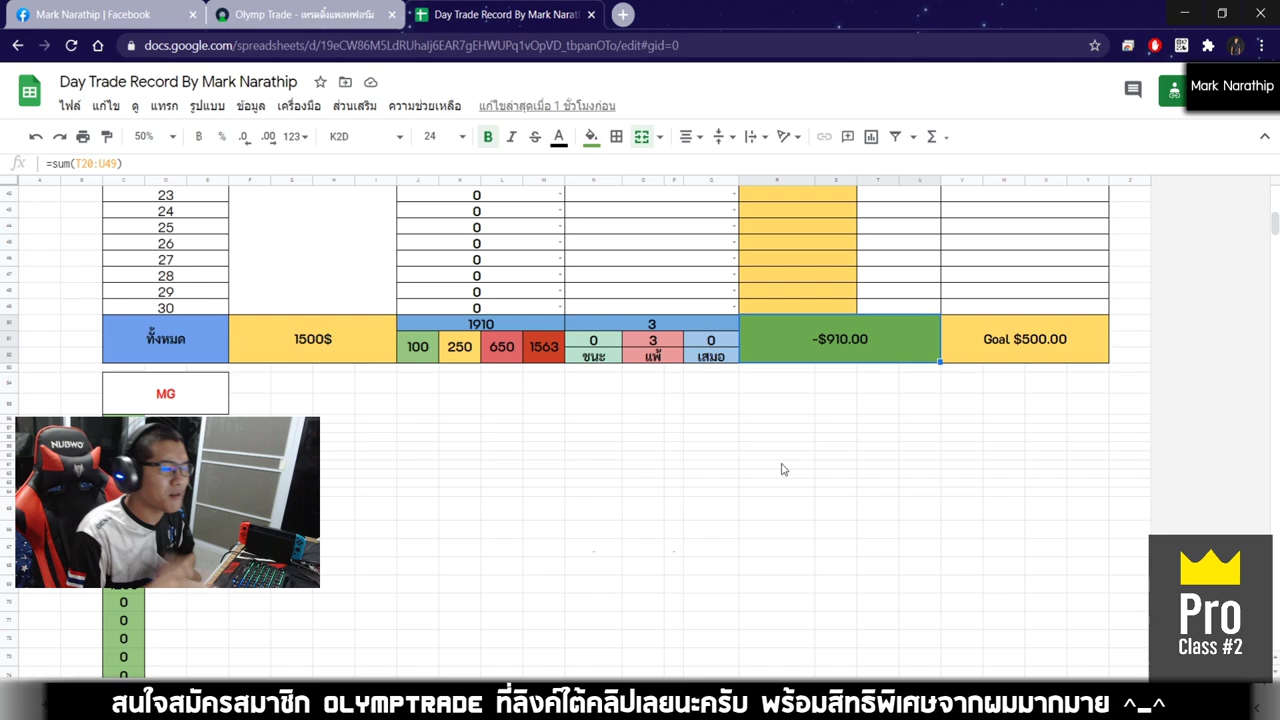 Mark Narathip | Facebook
Olymp Trade - เทรดดิ้งแพลทฟอร์ม
Day Trade Record By Mark Narat
docs.google.com/spreadsheets/d/19eCW86M5LdRUhaIj6EAR7gEHWUPq1vOpVD_tbpanOTo/edit#gid=0
Day Trade Record By Mark Narathip
Mark Narathip
ไฟล์ แก้ไข ดู แทรก รูปแบบ ข้อมูล เครื่องมือ ส่วนเสริม ความช่วยเหลือ แก้ไขล่าสุดเมื่อ 1 ชั่วโมงก่อน
50% ฿ % .0 .00 123 K2D 24 B I S A Σ
fx =sum(T20:U49)
23 0
24 0
25 0
26 0
27 0
28 0
29 0
30 0
ทั้งหมด 1500$ 1910 3 -$910.00 Goal $500.00
100 250 650 1563 0 3 0
ชนะ แพ้ เสมอ
MG
NUBWO
0
0
0
0
0
Pro
Class #2
สนใจสมัครสมาชิก OLYMPTRADE ที่ลิงค์ใต้คลิปเลยนะครับ พร้อมสิทธิพิเศษจากผมมากมาย ^_^